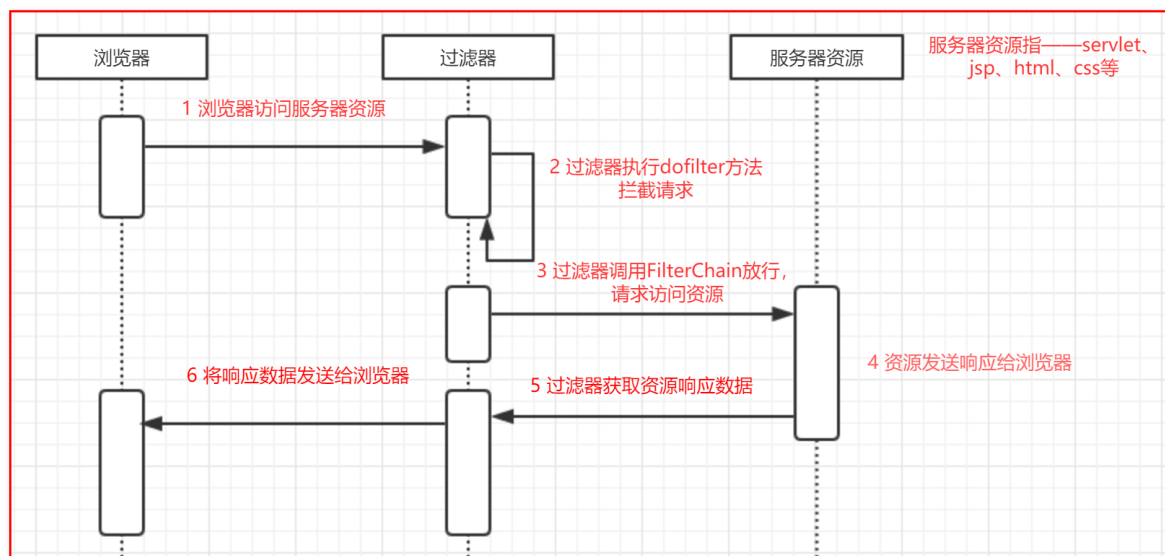 浏览器
过滤器
服务器资源
服务器资源指——servlet、
jsp、html、css等
1 浏览器访问服务器资源
2 过滤器执行dofilter方法
拦截请求
3 过滤器调用FilterChain放行，
请求访问资源
4 资源发送响应给浏览器
6 将响应数据发送给浏览器
5 过滤器获取资源响应数据